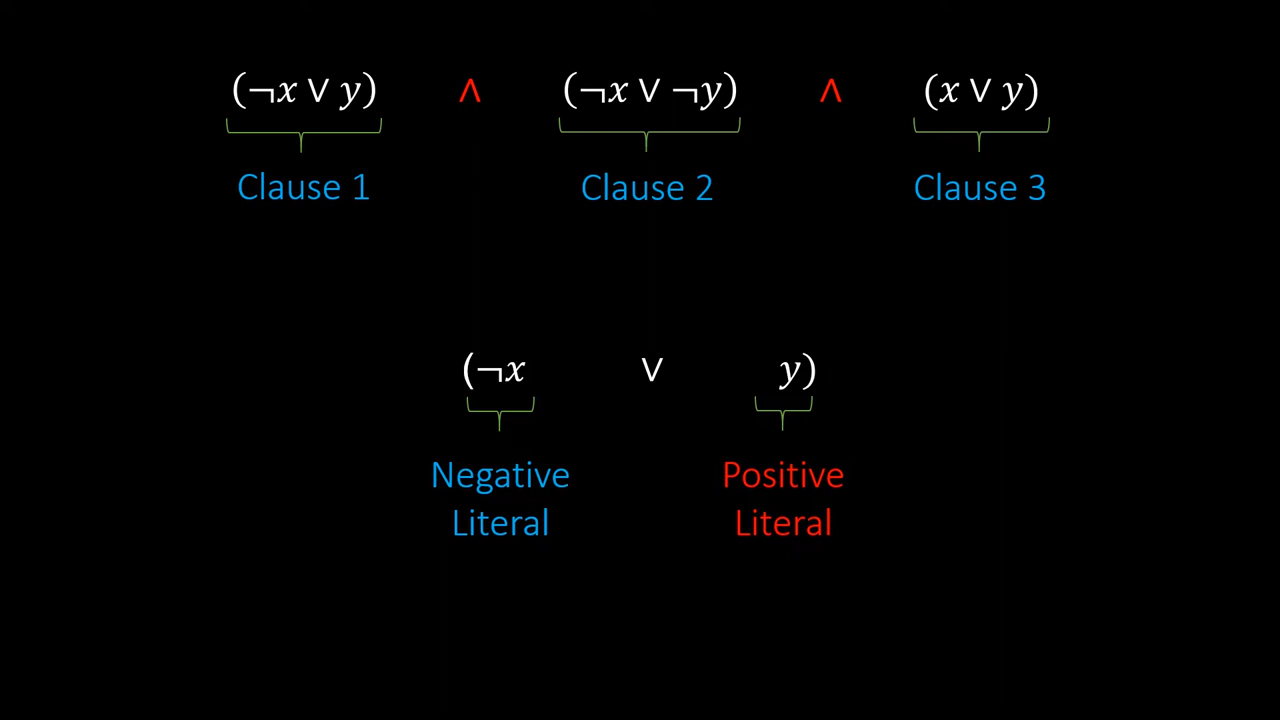 (¬x ∨ y) ∧ (¬x ∨ ¬y) ∧ (x ∨ y)
Clause 1 Clause 2 Clause 3
(¬x ∨ y)
Negative Positive
Literal Literal